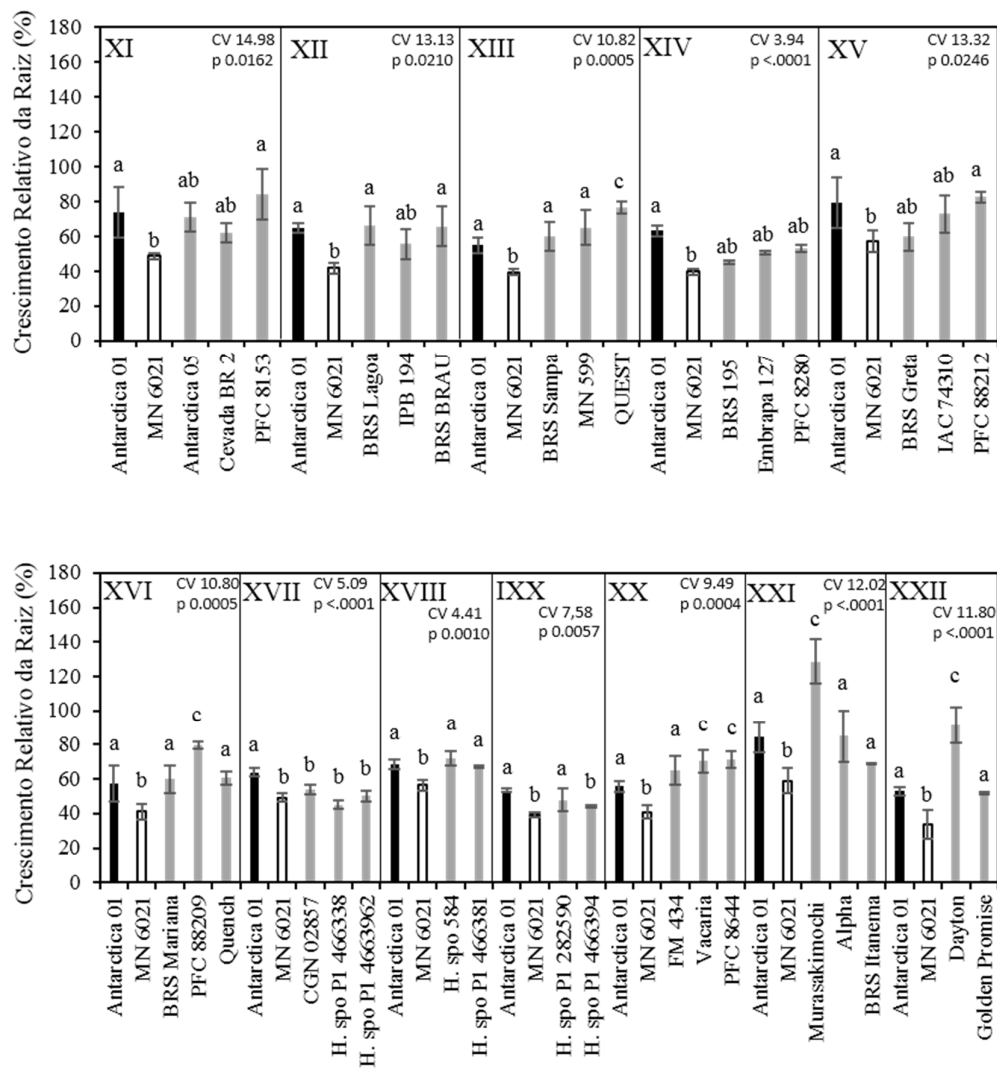 Crescimento Relativo da Raiz (%)
180
160
140
120
100
80
60
40
20
0
XI
CV 14.98
p 0.0162
a
b
ab
ab
a
XII
CV 13.13
p 0.0210
a
b
a
ab
a
XIII
CV 10.82
p 0.0005
a
b
a
a
c
XIV
CV 3.94
p <.0001
a
b
ab
ab
ab
XV
CV 13.32
p 0.0246
a
b
ab
ab
a
Antarctica 01
MN 6021
Antarctica 05
Cevada BR 2
PFC 8153
Antarctica 01
MN 6021
BRS Lagoa
IPB 194
BRS BRAU
Antarctica 01
MN 6021
BRS Sampa
MN 599
QUEST
Antarctica 01
MN 6021
BRS 195
Embrapa 127
PFC 8280
Antarctica 01
MN 6021
BRS Greta
IAC 74310
PFC 88212
Crescimento Relativo da Raiz (%)
180
160
140
120
100
80
60
40
20
0
XVI
CV 10.80
p 0.0005
a
b
a
c
a
XVII
CV 5.09
p <.0001
a
b
b
b
b
XVIII
CV 4.41
p 0.0010
a
b
a
a
IXX
CV 7,58
p 0.0057
a
b
a
b
XX
CV 9.49
p 0.0004
a
b
a
c
c
XXI
CV 12.02
p <.0001
a
b
c
a
a
XXII
CV 11.80
p <.0001
a
b
c
a
Antarctica 01
MN 6021
BRS Mariana
PFC 88209
Quench
Antarctica 01
MN 6021
CGN 02857
H. spo P1 466338
H. spo P1 4663962
Antarctica 01
MN 6021
H. spo 584
H. spo P1 466381
Antarctica 01
MN 6021
H. spo P1 282590
H. spo P1 466394
Antarctica 01
MN 6021
FM 434
Vacaria
PFC 8644
Antarctica 01
MN 6021
Murasakimochi
Alpha
BRS Itanema
Antarctica 01
MN 6021
Dayton
Golden Promise